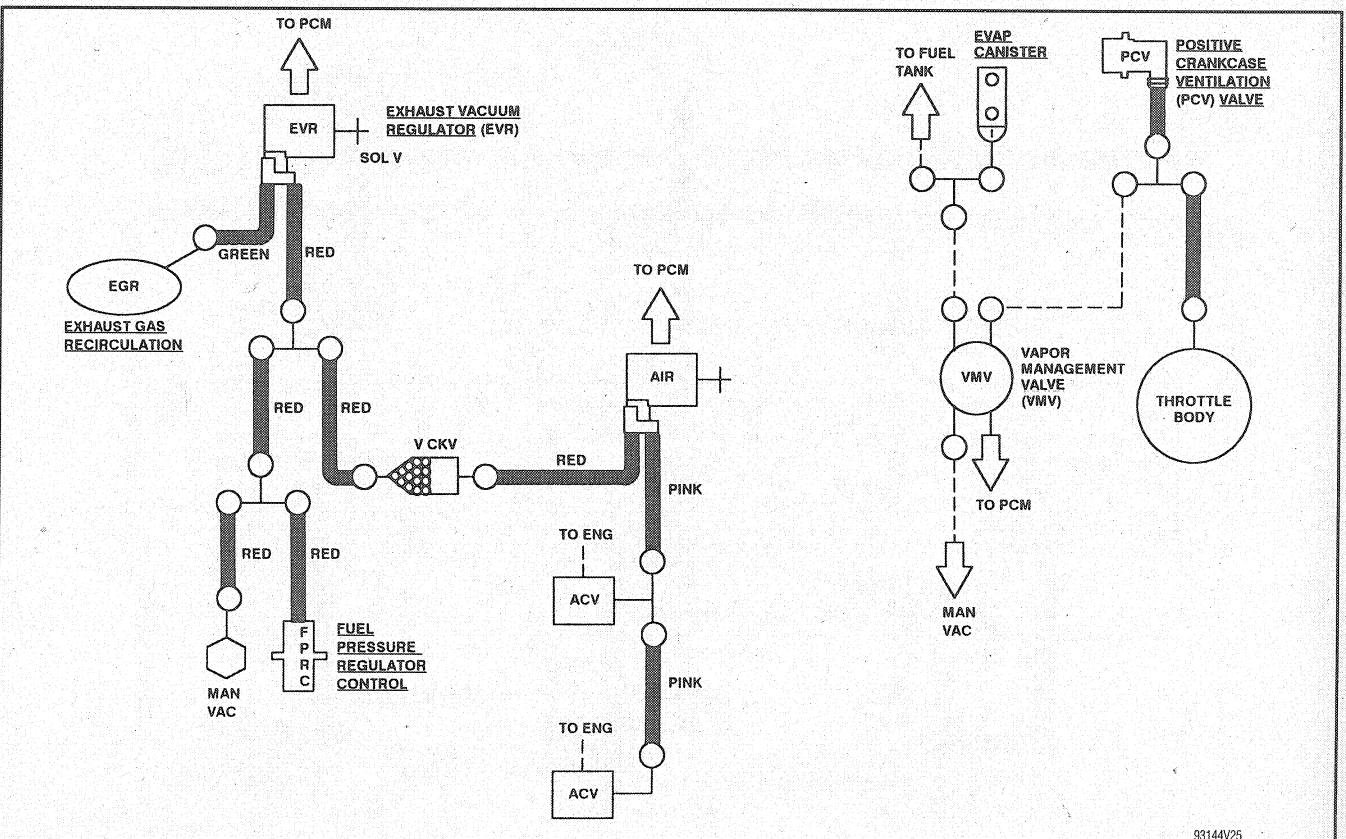 TO PCM
EVR
EXHAUST VACUUM
REGULATOR (EVR)
SOL V
GREEN
RED
EGR
EXHAUST GAS
RECIRCULATION
RED
RED
V CKV
RED
RED
RED
MAN
VAC
F
P
R
C
FUEL
PRESSURE
REGULATOR
CONTROL
TO PCM
AIR
PINK
TO ENG
ACV
PINK
TO ENG
ACV
TO FUEL
TANK
EVAP
CANISTER
PCV
POSITIVE
CRANKCASE
VENTILATION
(PCV) VALVE
VMV
VAPOR
MANAGEMENT
VALVE
(VMV)
THROTTLE
BODY
TO PCM
MAN
VAC
93144V25